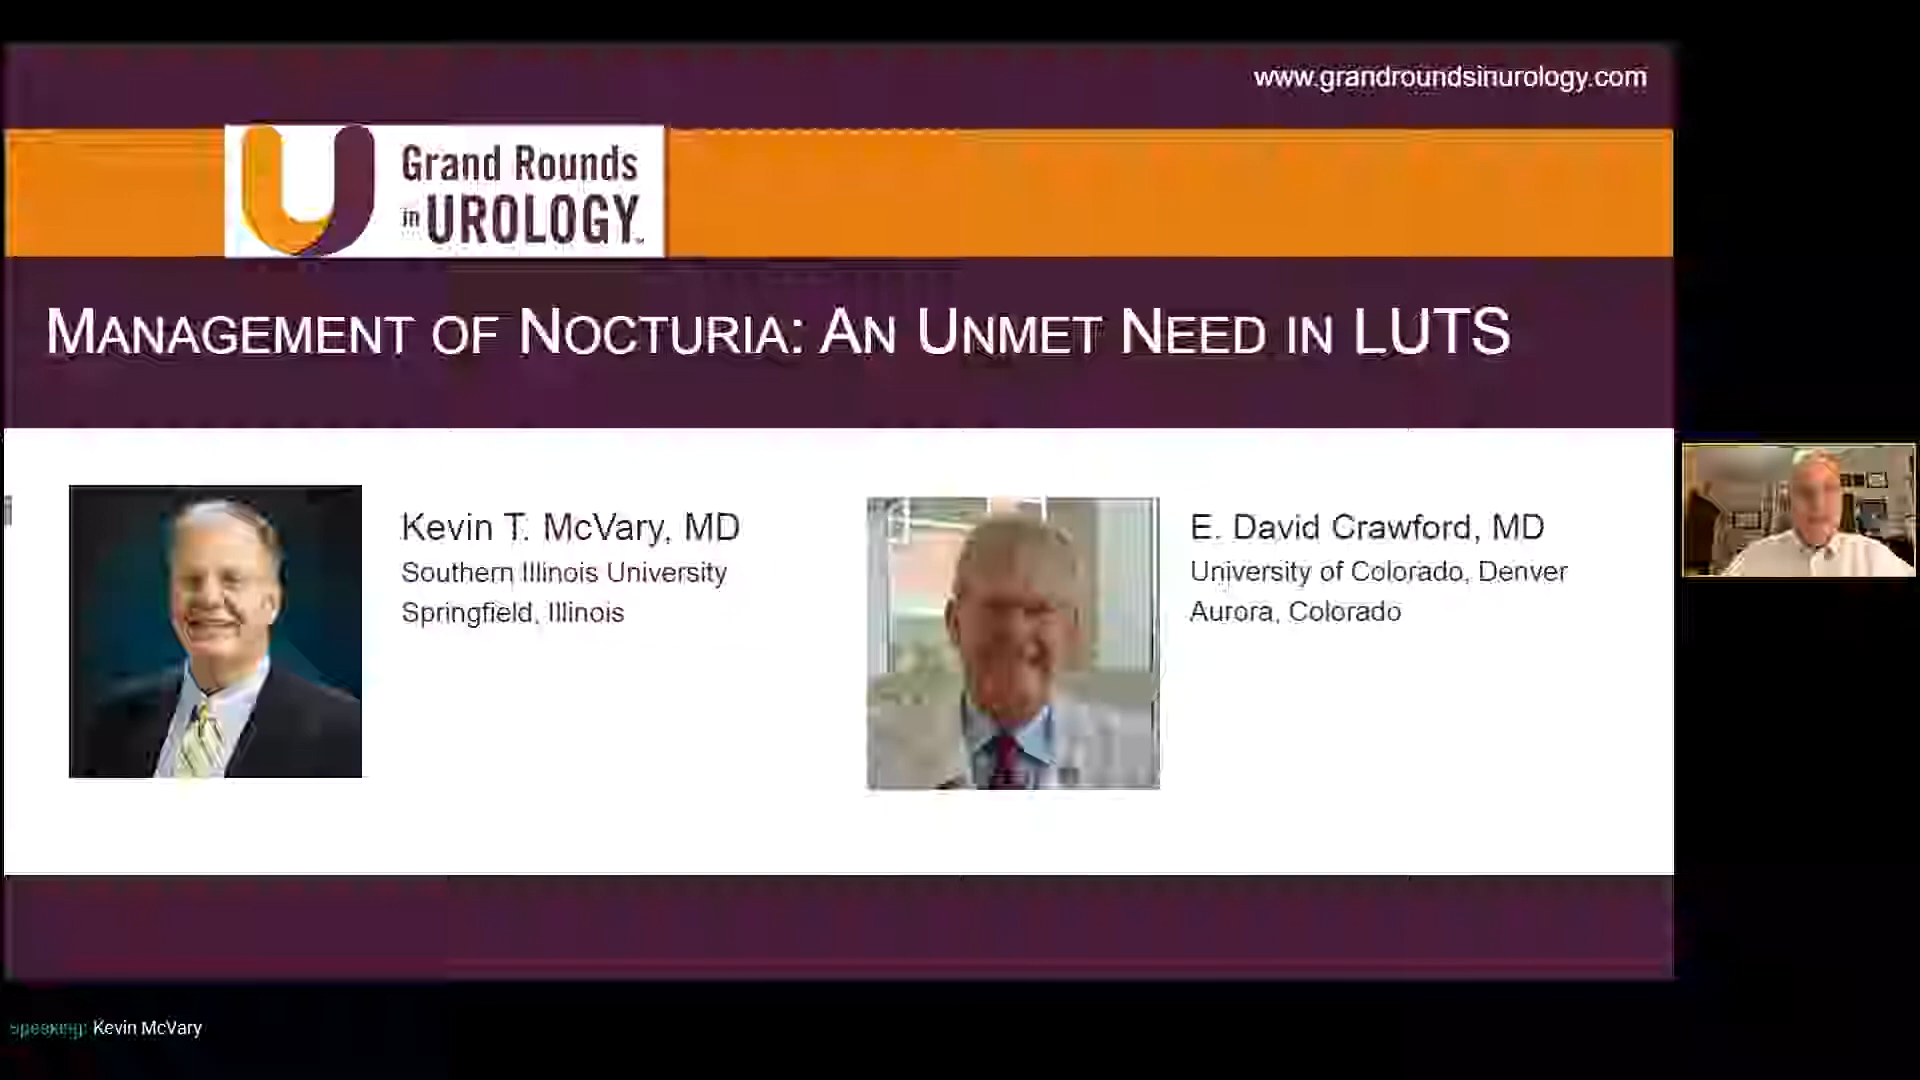 www.grandroundsinurology.com
Grand Rounds
in UROLOGY
MANAGEMENT OF NOCTURIA: AN UNMET NEED IN LUTS
Kevin T. McVary, MD
Southern Illinois University
Springfield, Illinois
E. David Crawford, MD
University of Colorado, Denver
Aurora, Colorado
Speaking: Kevin McVary